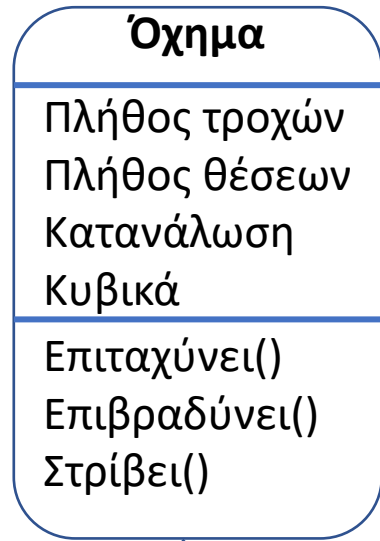 Όχημα
Πλήθος τροχών
Πλήθος θέσεων
Κατανάλωση
Κυβικά
Επιταχύνει()
Επιβραδύνει()
Στρίβει()